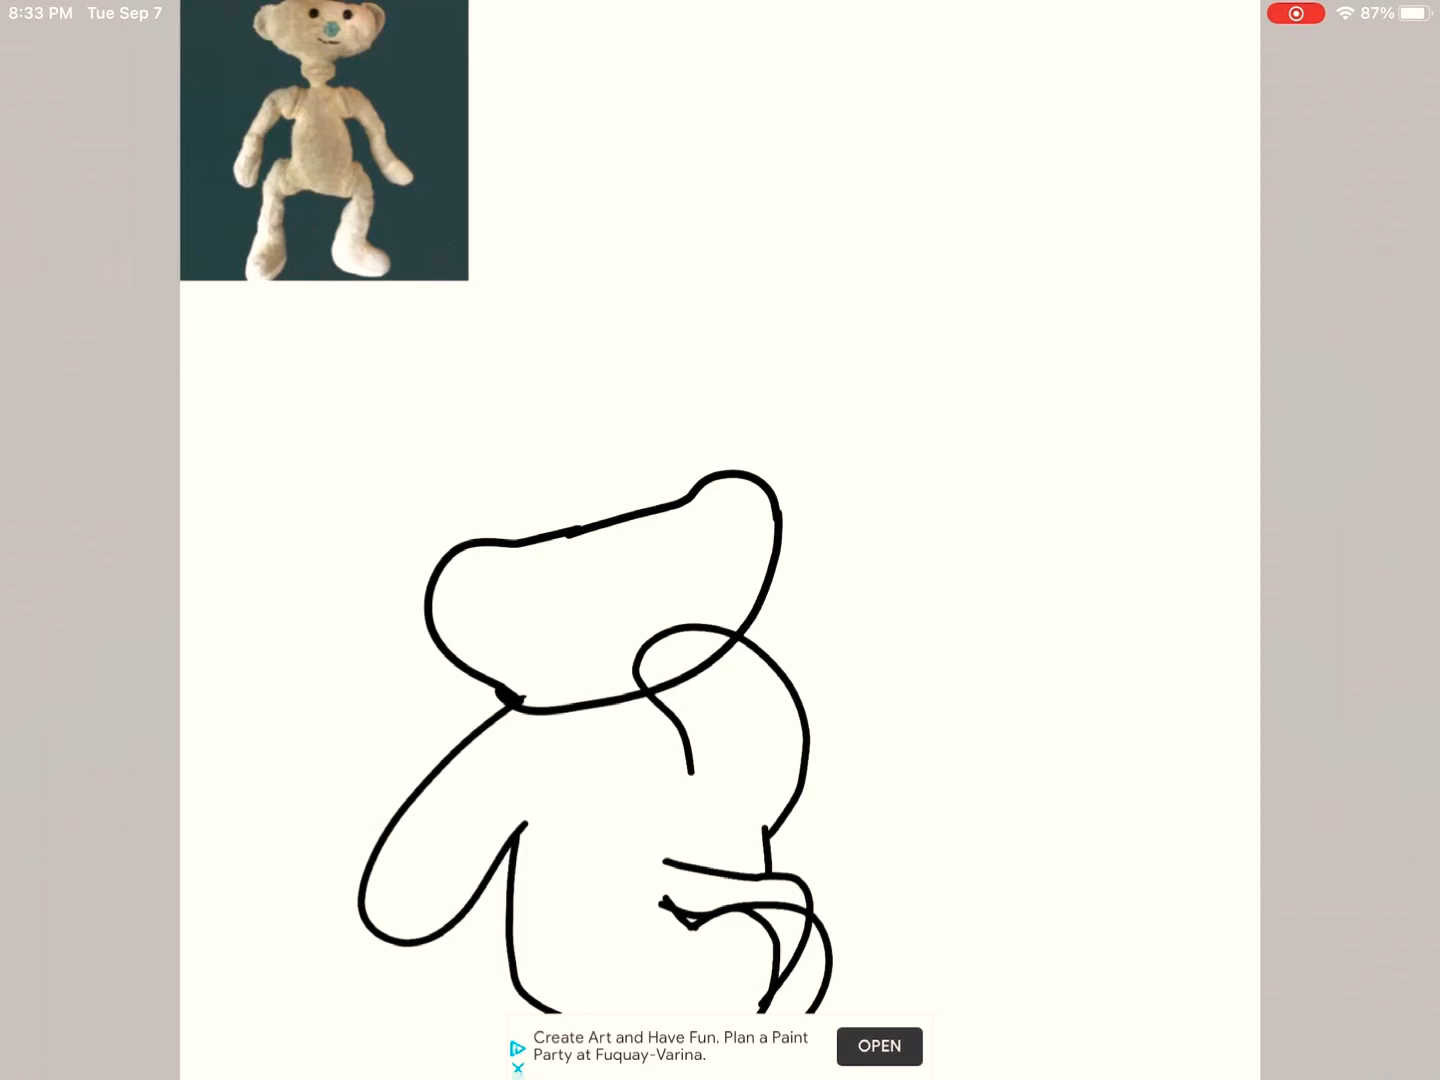 8:33 PM Tue Sep 7
87%
Create Art and Have Fun. Plan a Paint
Party at Fuquay-Varina.
OPEN